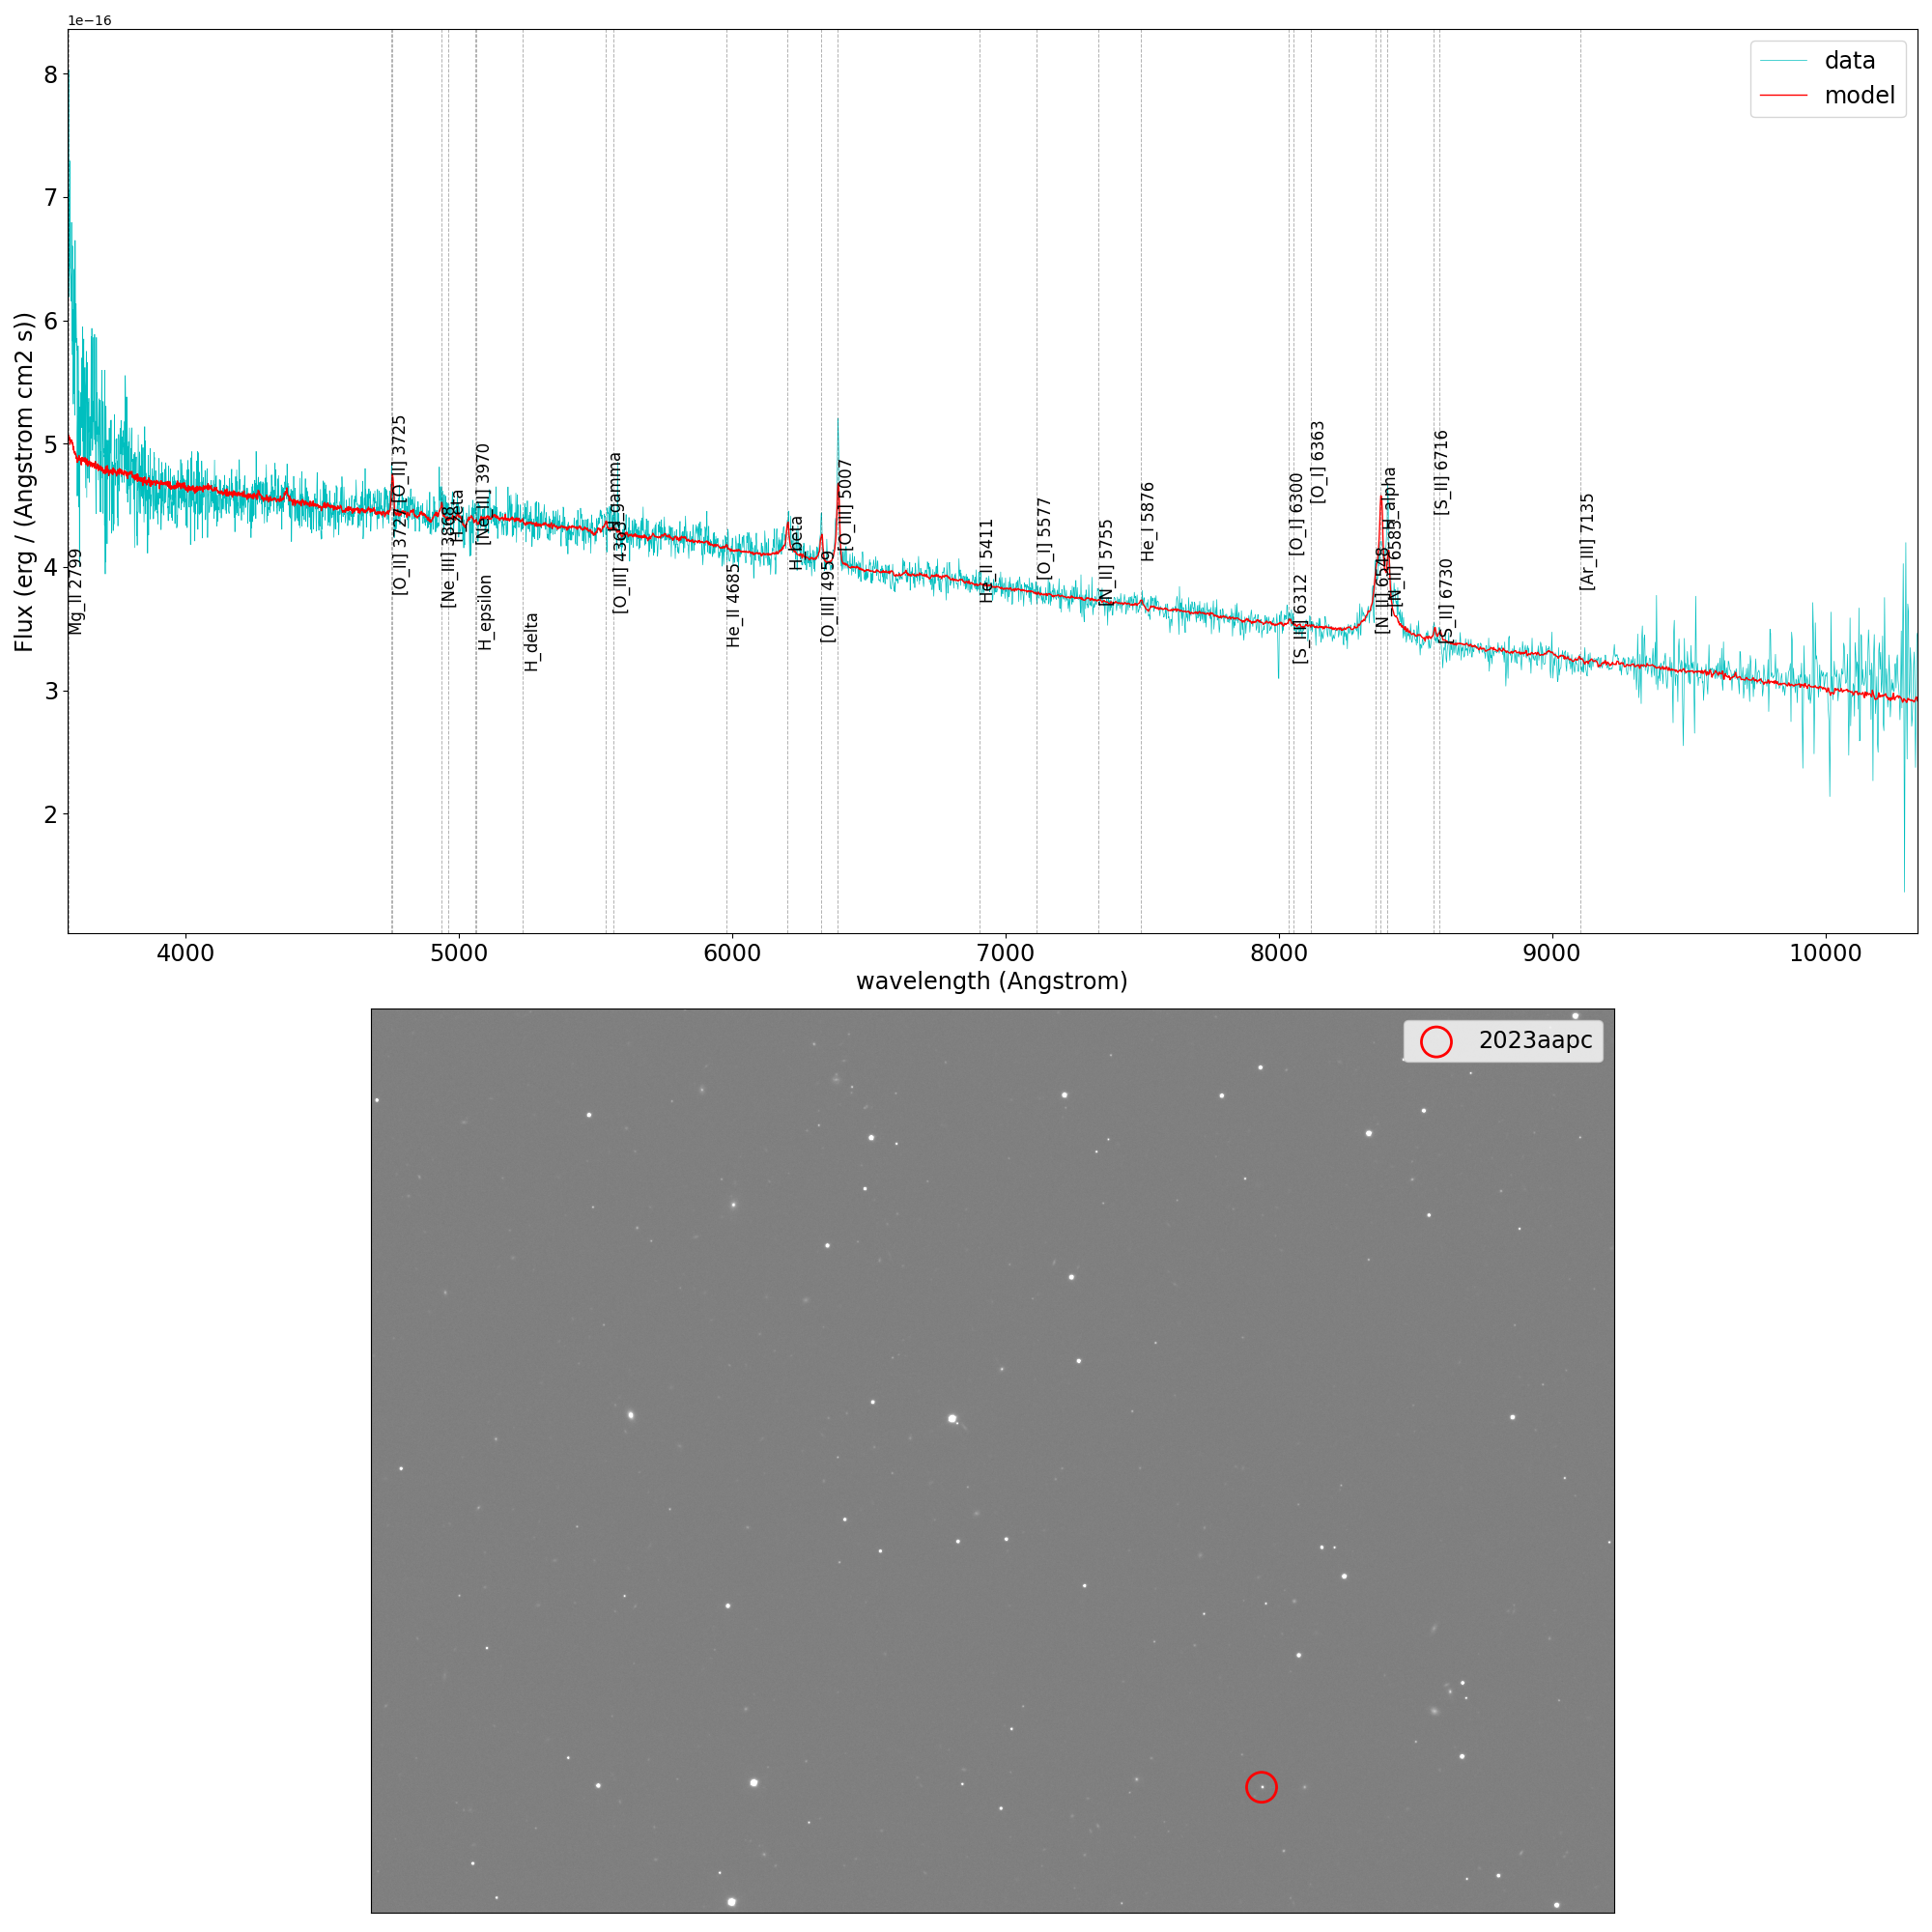 1e−16
data
model
8
7
6
5
4
3
2
Flux (erg / (Angstrom cm2 s))
Mg_II 2799
[O_II] 3725
[O_II] 3727
[Ne_III] 3868
H_zeta
[Ne_III] 3970
H_epsilon
H_delta
H_gamma
[O_III] 4363
He_II 4685
H_beta
[O_III] 4959
[O_III] 5007
He_II 5411
[O_I] 5577
[N_II] 5755
He_I 5876
[O_I] 6300
[S_III] 6312
[O_I] 6363
[N_II] 6548
H_alpha
[N_II] 6583
[S_II] 6716
[S_II] 6730
[Ar_III] 7135
4000 5000 6000 7000 8000 9000 10000
wavelength (Angstrom)
2023aapc